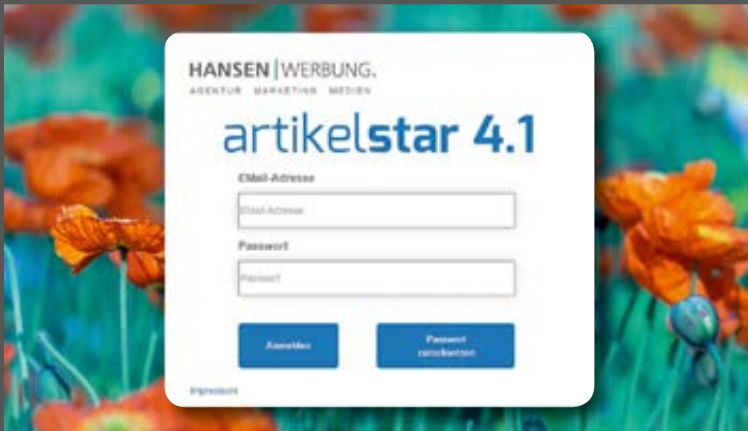 HANSEN|WERBUNG.
AGENTUR MARKETING MEDIEN
artikelstar 4.1
EMail-Adresse
EMail-Adresse
Passwort
Passwort
Anmelden
Passwort
zurücksetzen
Impressum